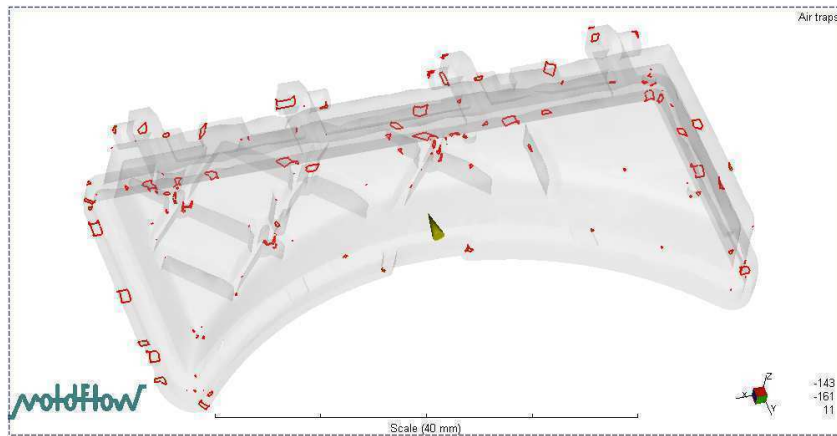 Air traps
moldflow
Scale (40 mm)
Z
X
Y
-143
-161
11